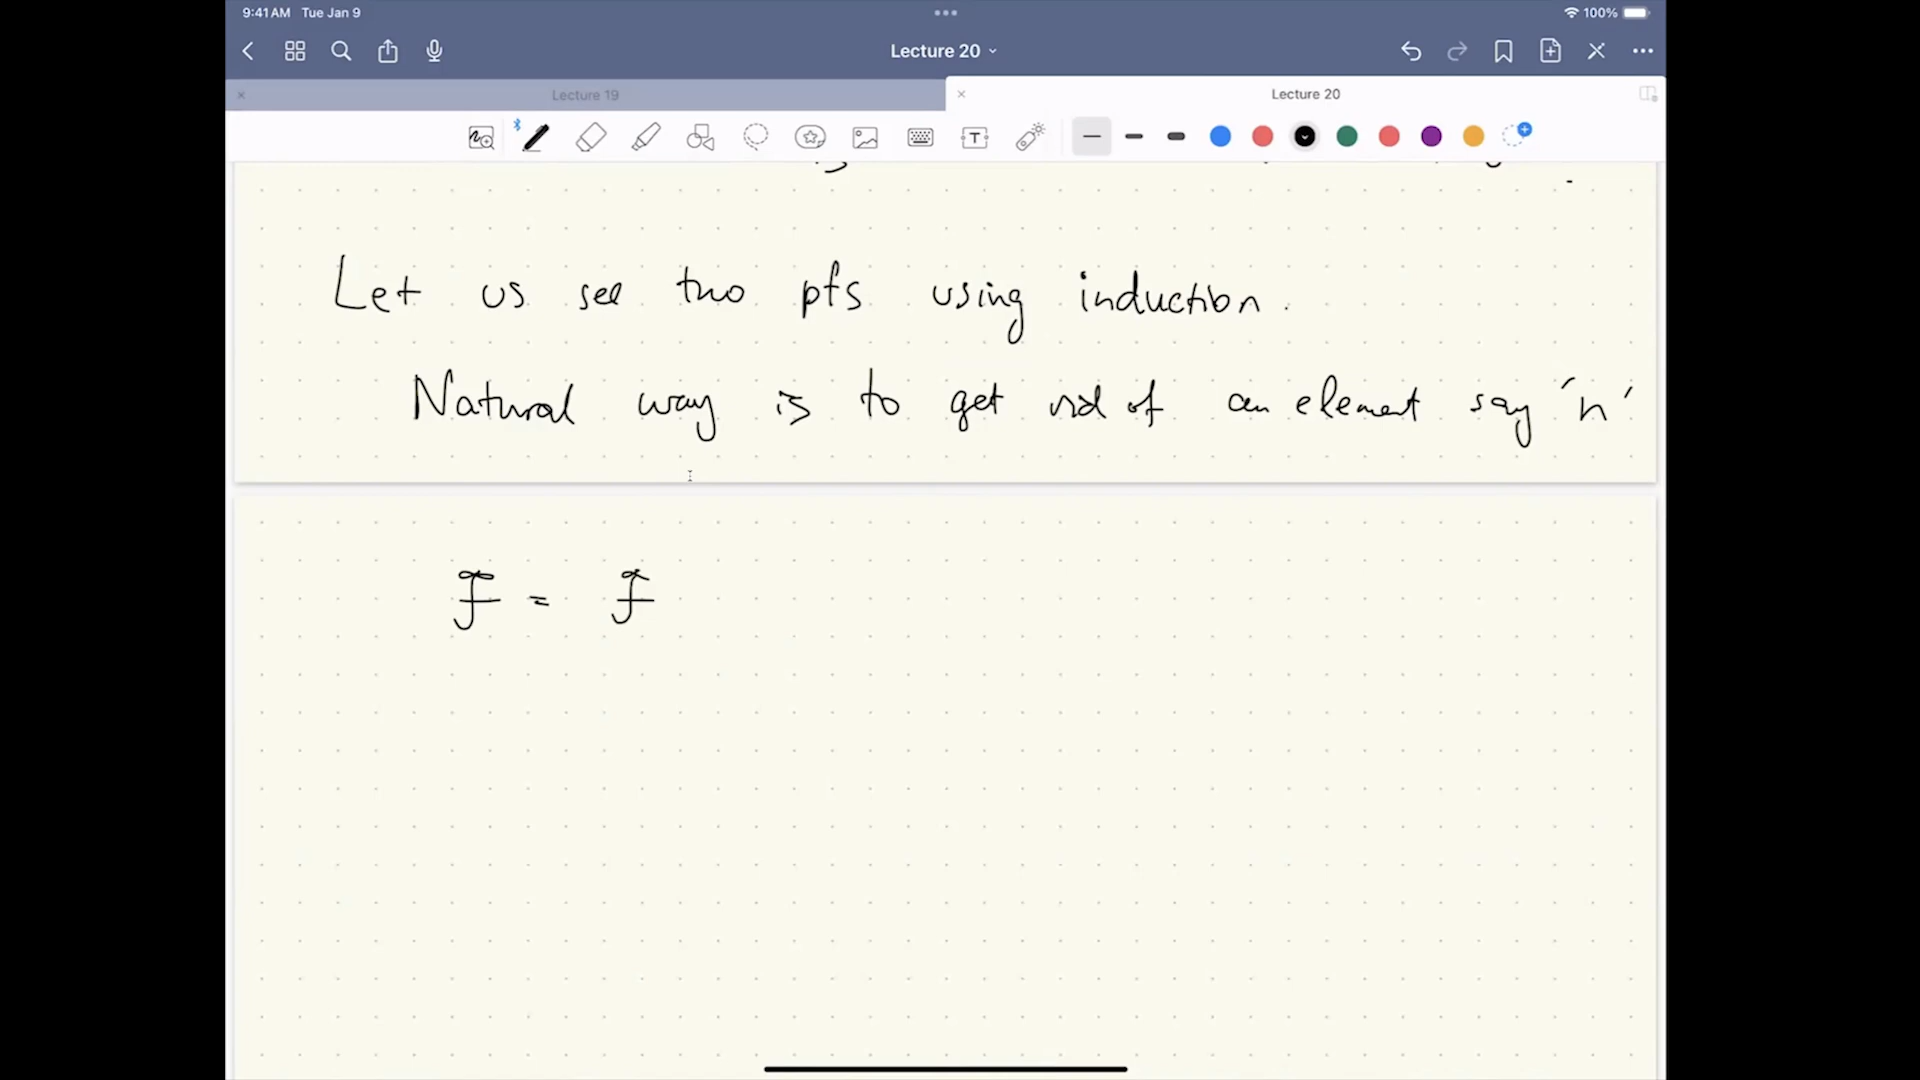 9:41 AM Tue Jan 9
100%
Lecture 20
Lecture 19
Lecture 20
T
Let us see two pfs using induction.
Natural way is to get rid of an element say 'n'
F = F